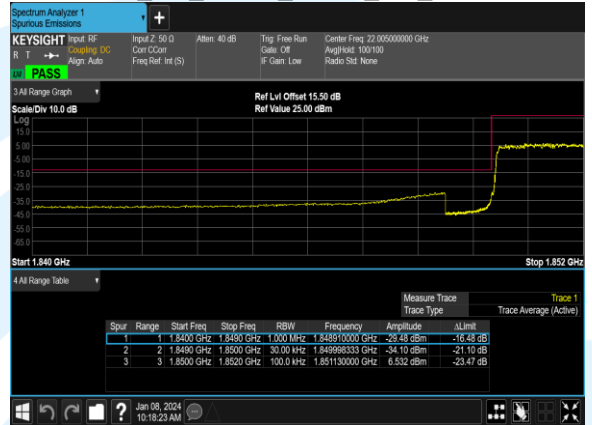 Spectrum Analyzer 1
Spurious Emissions
KEYSIGHT Input: RF Input Z: 50 Ω Atten: 40 dB Trig: Free Run Center Freq: 22.005000000 GHz
R T Coupling: DC Corr CCorr Gate: Off Avg|Hold: 100/100
Align: Auto Freq Ref: Int (S) IF Gain: Low Radio Std: None
PASS
3 All Range Graph
Ref Lvl Offset 15.50 dB
Scale/Div 10.0 dB Ref Value 25.00 dBm
Log
15.0
5.00
-5.00
-15.0
-25.0
-35.0
-45.0
-55.0
-65.0
Start 1.840 GHz Stop 1.852 GHz
4 All Range Table
Measure Trace Trace 1
Trace Type Trace Average (Active)
Spur Range Start Freq Stop Freq RBW Frequency Amplitude ΔLimit
1 1 1.8400 GHz 1.8490 GHz 1.000 MHz 1.848910000 GHz -29.48 dBm -16.48 dB
2 2 1.8490 GHz 1.8500 GHz 30.00 kHz 1.849998333 GHz -34.10 dBm -21.10 dB
3 3 1.8500 GHz 1.8520 GHz 100.0 kHz 1.851130000 GHz 6.532 dBm -23.47 dB
? Jan 08, 2024
10:18:23 AM